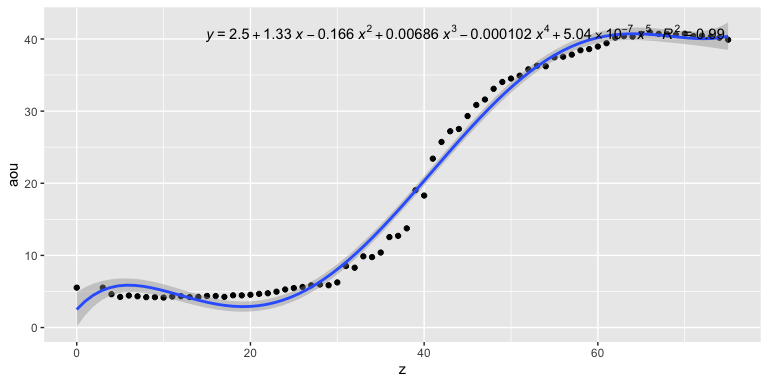 y = 2.5 + 1.33 x − 0.166 x² + 0.00686 x³ − 0.000102 x⁴ + 5.04 × 10⁻⁷ x⁵ R² = 0.99
40
30
20
10
0
aou
0 20 40 60
z